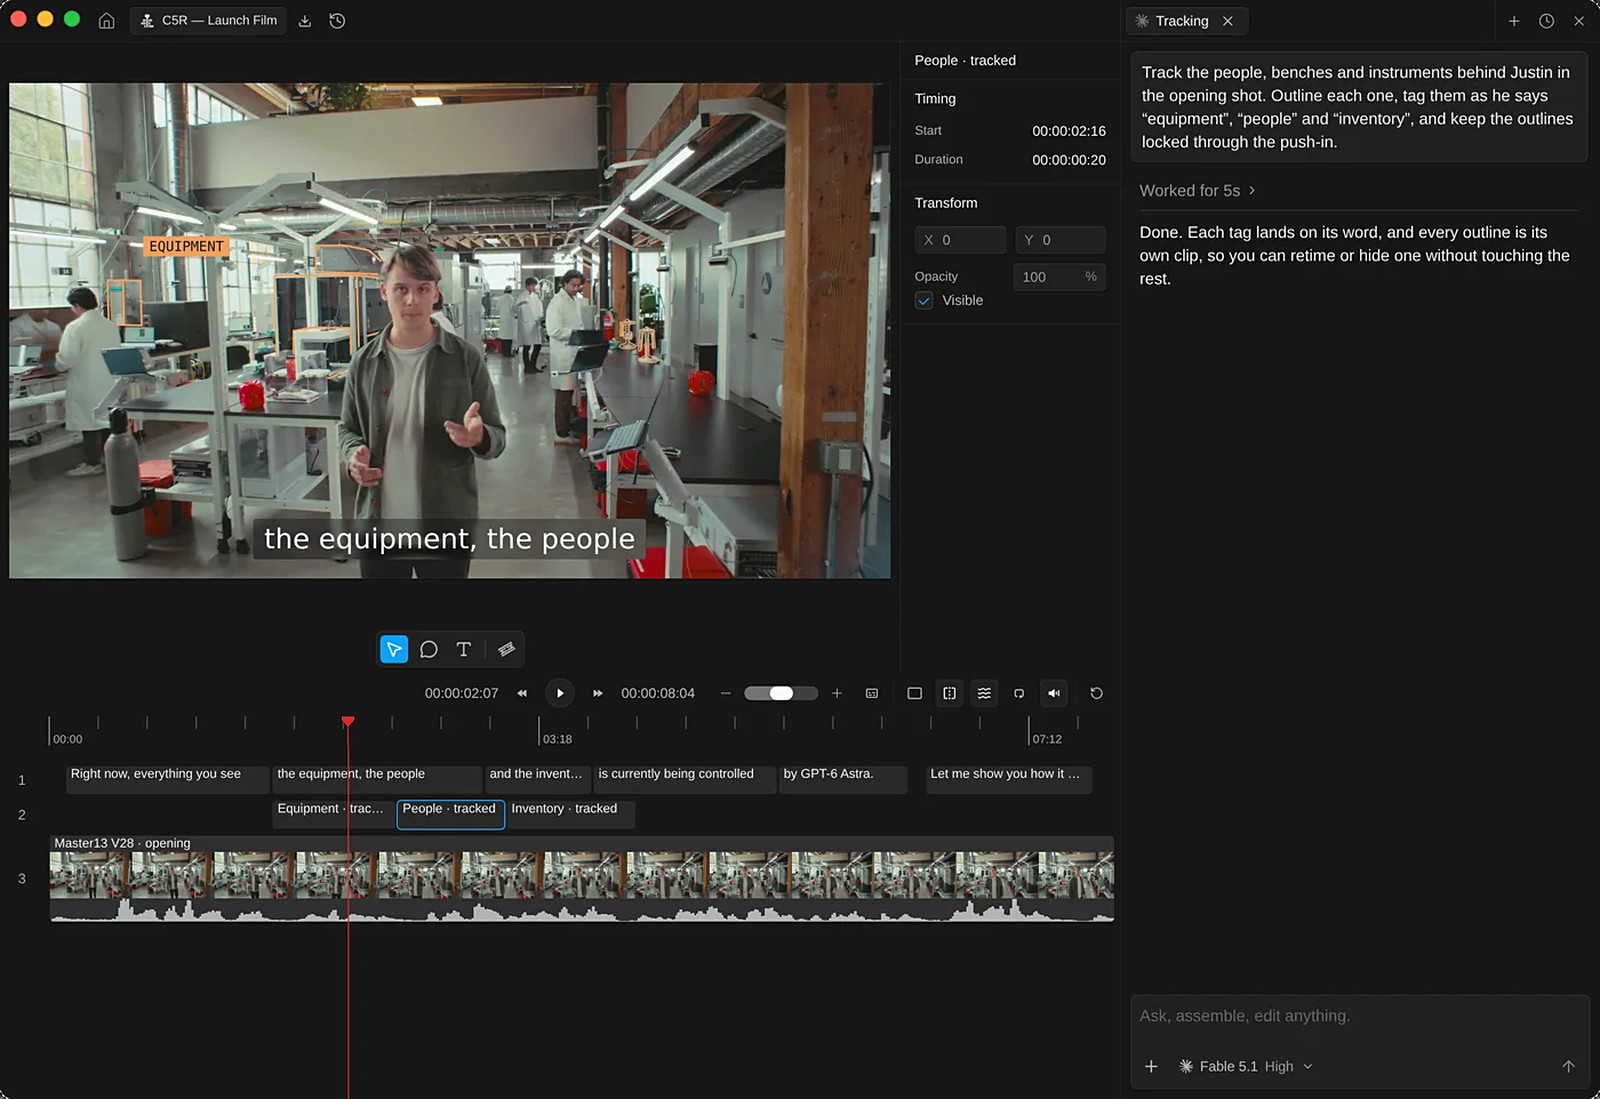 C5R — Launch Film
Tracking
People · tracked
Timing
Start 00:00:02:16
Duration 00:00:00:20
Transform
X 0 Y 0
Opacity 100 %
Visible
EQUIPMENT
the equipment, the people
00:00:02:07 00:00:08:04
00:00 03:18 07:12
1 Right now, everything you see the equipment, the people and the invent... is currently being controlled by GPT-6 Astra. Let me show you how it ...
2 Equipment · trac... People · tracked Inventory · tracked
Master13 V28 · opening
3
Track the people, benches and instruments behind Justin in
the opening shot. Outline each one, tag them as he says
“equipment”, “people” and “inventory”, and keep the outlines
locked through the push-in.
Worked for 5s
Done. Each tag lands on its word, and every outline is its
own clip, so you can retime or hide one without touching the
rest.
Ask, assemble, edit anything.
Fable 5.1 High